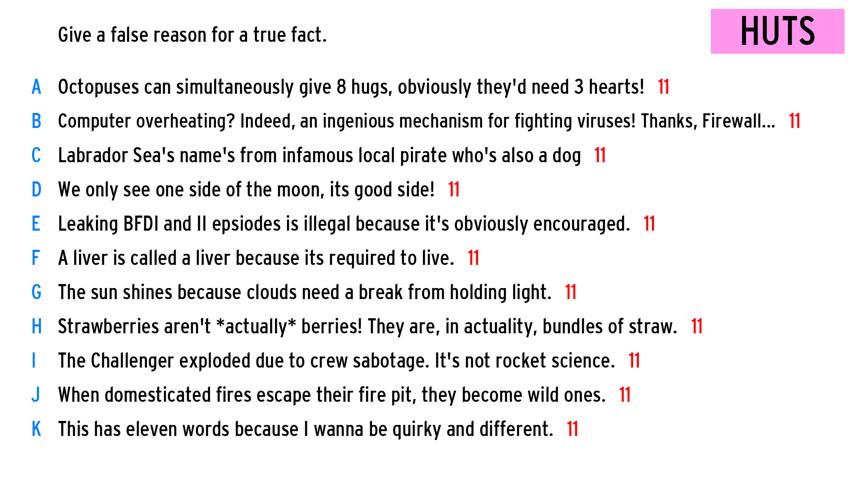 Give a false reason for a true fact.
HUTS
A Octopuses can simultaneously give 8 hugs, obviously they'd need 3 hearts! 11
B Computer overheating? Indeed, an ingenious mechanism for fighting viruses! Thanks, Firewall... 11
C Labrador Sea's name's from infamous local pirate who's also a dog 11
D We only see one side of the moon, its good side! 11
E Leaking BFDI and II epsiodes is illegal because it's obviously encouraged. 11
F A liver is called a liver because its required to live. 11
G The sun shines because clouds need a break from holding light. 11
H Strawberries aren't *actually* berries! They are, in actuality, bundles of straw. 11
I The Challenger exploded due to crew sabotage. It's not rocket science. 11
J When domesticated fires escape their fire pit, they become wild ones. 11
K This has eleven words because I wanna be quirky and different. 11